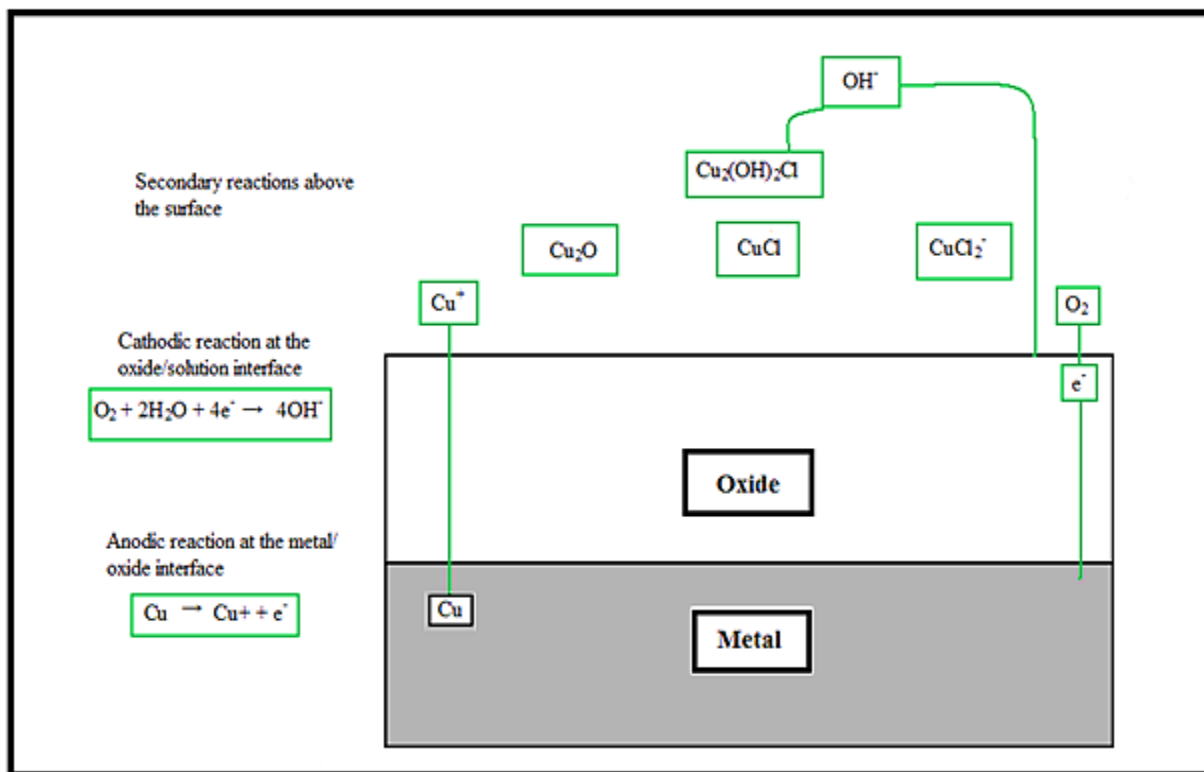 OH⁻
Cu₂(OH)₂Cl
Secondary reactions above
the surface
Cu₂O
CuCl
CuCl₂⁻
Cu⁺
O₂
Cathodic reaction at the
oxide/solution interface
e⁻
O₂ + 2H₂O + 4e⁻ → 4OH⁻
Oxide
Anodic reaction at the metal/
oxide interface
Cu → Cu+ + e⁻
Cu
Metal